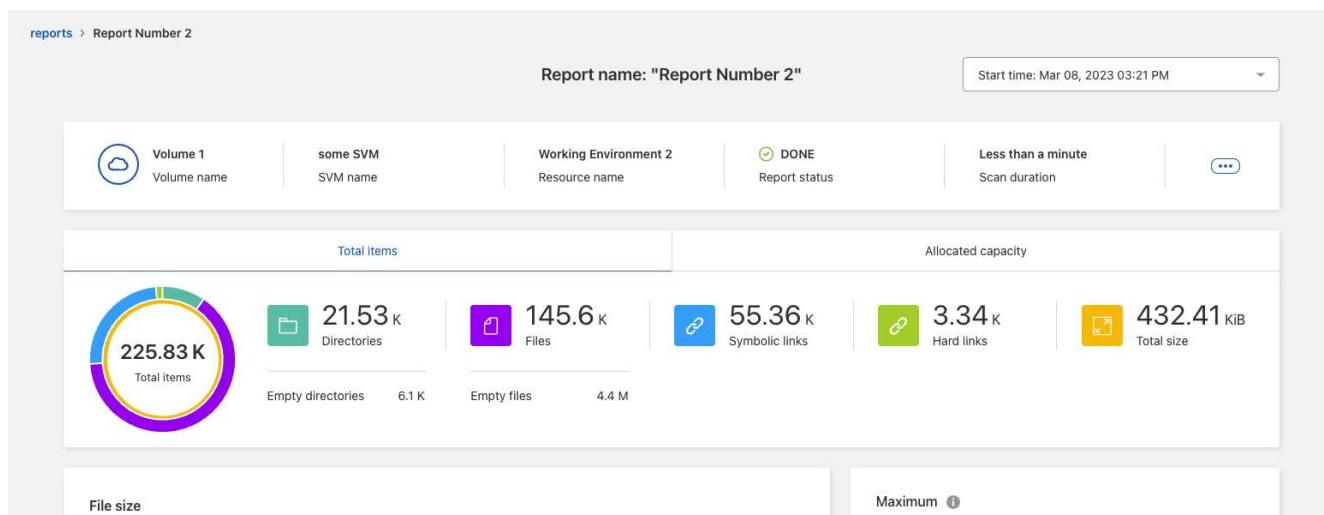 reports > Report Number 2
Report name: "Report Number 2"
Start time: Mar 08, 2023 03:21 PM
Volume 1
Volume name
some SVM
SVM name
Working Environment 2
Resource name
DONE
Report status
Less than a minute
Scan duration
Total items
Allocated capacity
225.83 K
Total items
21.53 K
Directories
Empty directories 6.1 K
145.6 K
Files
Empty files 4.4 M
55.36 K
Symbolic links
3.34 K
Hard links
432.41 KiB
Total size
File size
Maximum